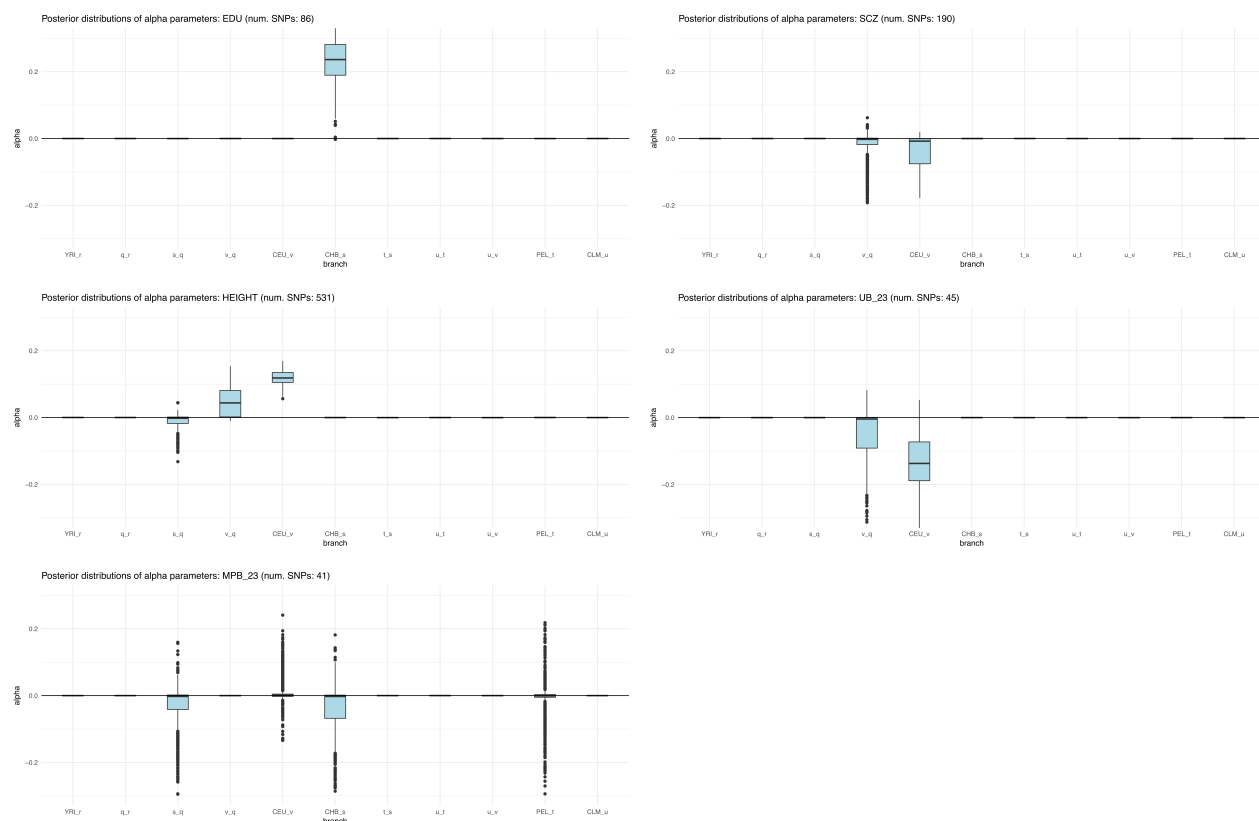 Posterior distributions of alpha parameters: EDU (num. SNPs: 86)
0.2
0.0
−0.2
alpha
YRI_r q_r s_q v_q CEU_v CHB_s t_s u_t u_v PEL_t CLM_u
branch
Posterior distributions of alpha parameters: SCZ (num. SNPs: 190)
0.2
0.0
−0.2
alpha
YRI_r q_r s_q v_q CEU_v CHB_s t_s u_t u_v PEL_t CLM_u
branch
Posterior distributions of alpha parameters: HEIGHT (num. SNPs: 531)
0.2
0.0
−0.2
alpha
YRI_r q_r s_q v_q CEU_v CHB_s t_s u_t u_v PEL_t CLM_u
branch
Posterior distributions of alpha parameters: UB_23 (num. SNPs: 45)
0.2
0.0
−0.2
alpha
YRI_r q_r s_q v_q CEU_v CHB_s t_s u_t u_v PEL_t CLM_u
branch
Posterior distributions of alpha parameters: MPB_23 (num. SNPs: 41)
0.2
0.0
−0.2
alpha
YRI_r q_r s_q v_q CEU_v CHB_s t_s u_t u_v PEL_t CLM_u
branch